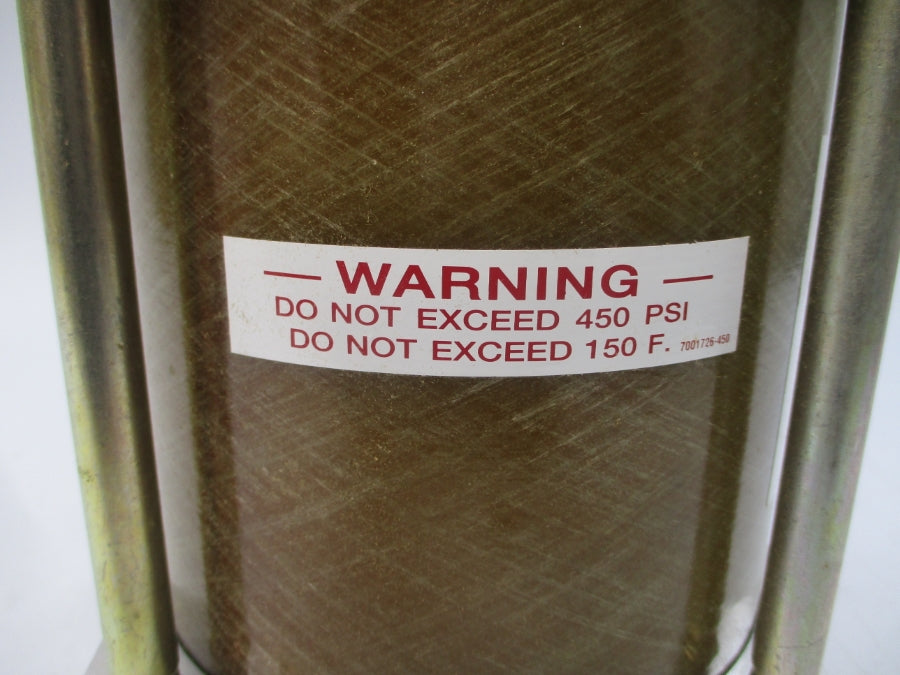 — WARNING —
DO NOT EXCEED 450 PSI
DO NOT EXCEED 150 F. 7001726-450